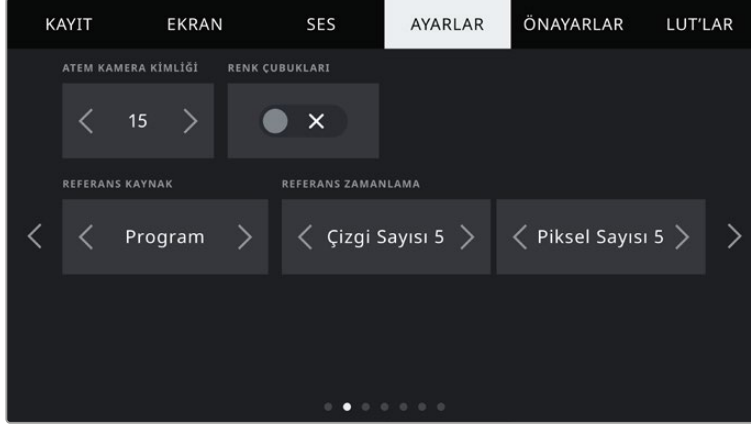 KAYIT EKRAN SES AYARLAR ÖNAYARLAR LUT'LAR
ATEM KAMERA KİMLİĞİ RENK ÇUBUKLARI
15
REFERANS KAYNAK REFERANS ZAMANLAMA
Program Çizgi Sayısı 5 Piksel Sayısı 5